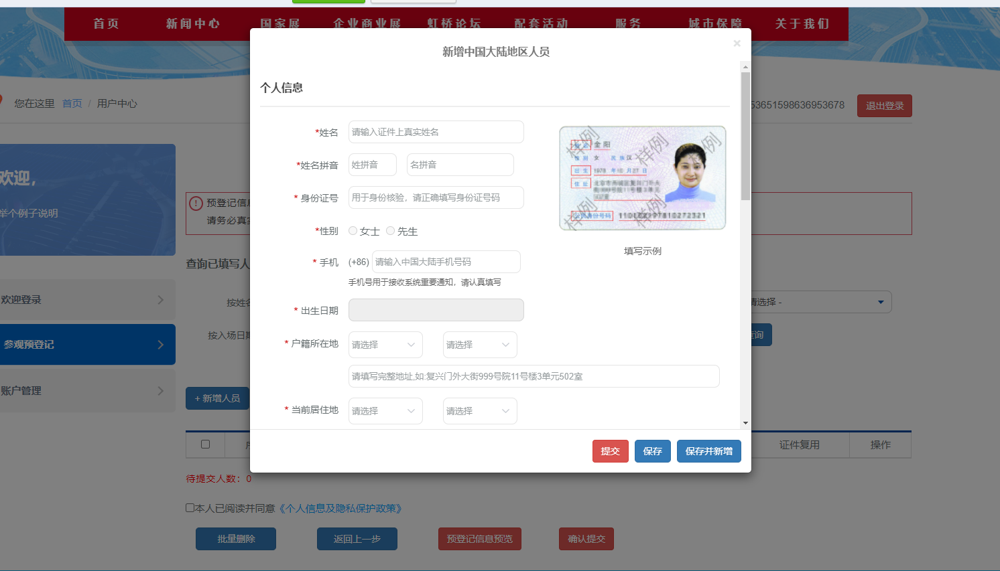 首页 新闻中心 国家展 企业商业展 虹桥论坛 配套活动 服务 城市保障 关于我们
新增中国大陆地区人员
×
您在这里 首页 / 用户中心
53651598636953678 退出登录
欢迎，
举个例子说明
欢迎登录
参观预登记
账户管理
预登记信息
请务必真实
查询已填写人
按姓名
请选择 -
按入场日期
查询
+ 新增人员
个人信息
*姓名 请输入证件上真实姓名
*姓名拼音 姓拼音 名拼音
* 身份证号 用于身份核验，请正确填写身份证号码
*性别 女士 先生
* 手机 (+86) 请输入中国大陆手机号码
手机号用于接收系统重要通知，请认真填写
* 出生日期
* 户籍所在地 请选择 请选择
请填写完整地址,如:复兴门外大街999号院11号楼3单元502室
* 当前居住地 请选择 请选择
样例 样例 样例
姓 名 金 阳
性 别 女 民 族 汉
出 生 1978 年 10 月 27 日
住 址 北京市西城区复兴门外大
街999号院11号楼3单元
502室
公民身份号码
样例 样例
填写示例
提交 保存 保存并新增
证件复用 操作
待提交人数：0
本人已阅读并同意《个人信息及隐私保护政策》
批量删除 返回上一步 预登记信息预览 确认提交